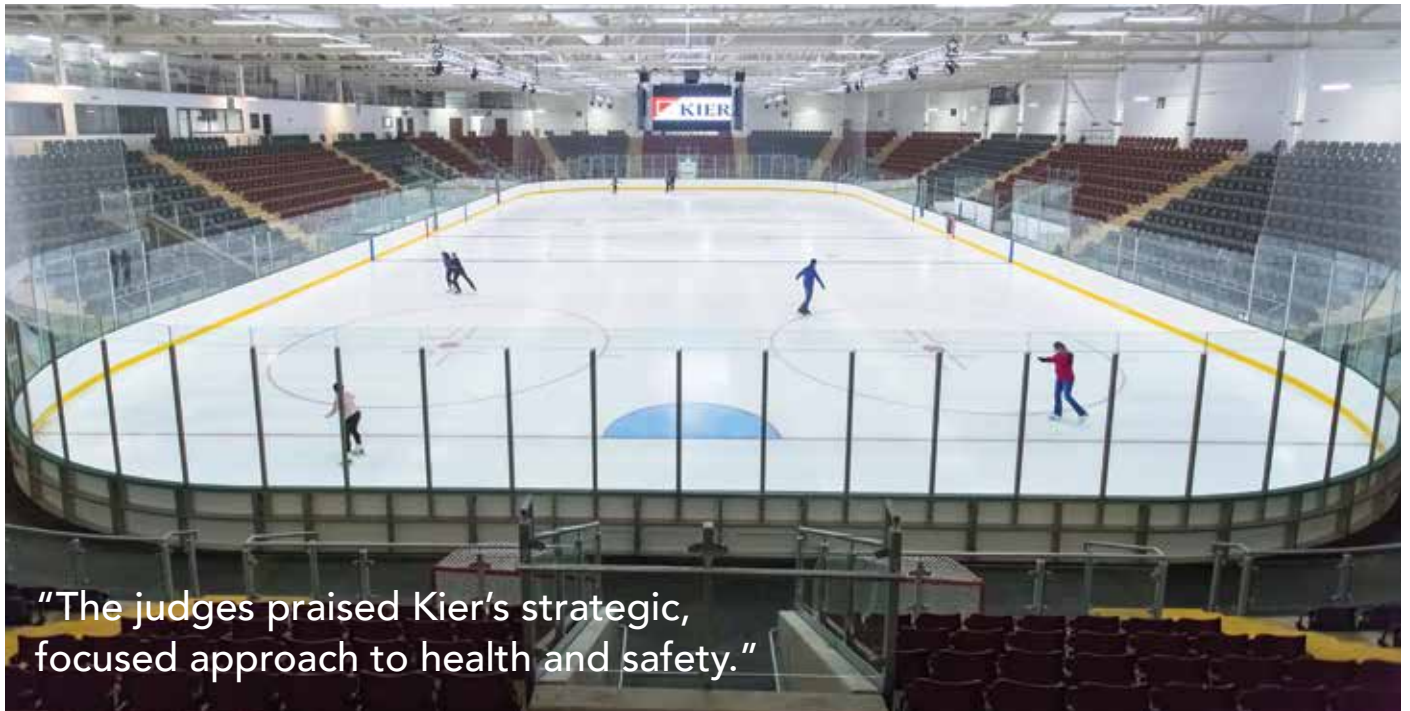 KIER
“The judges praised Kier’s strategic,
focused approach to health and safety.”